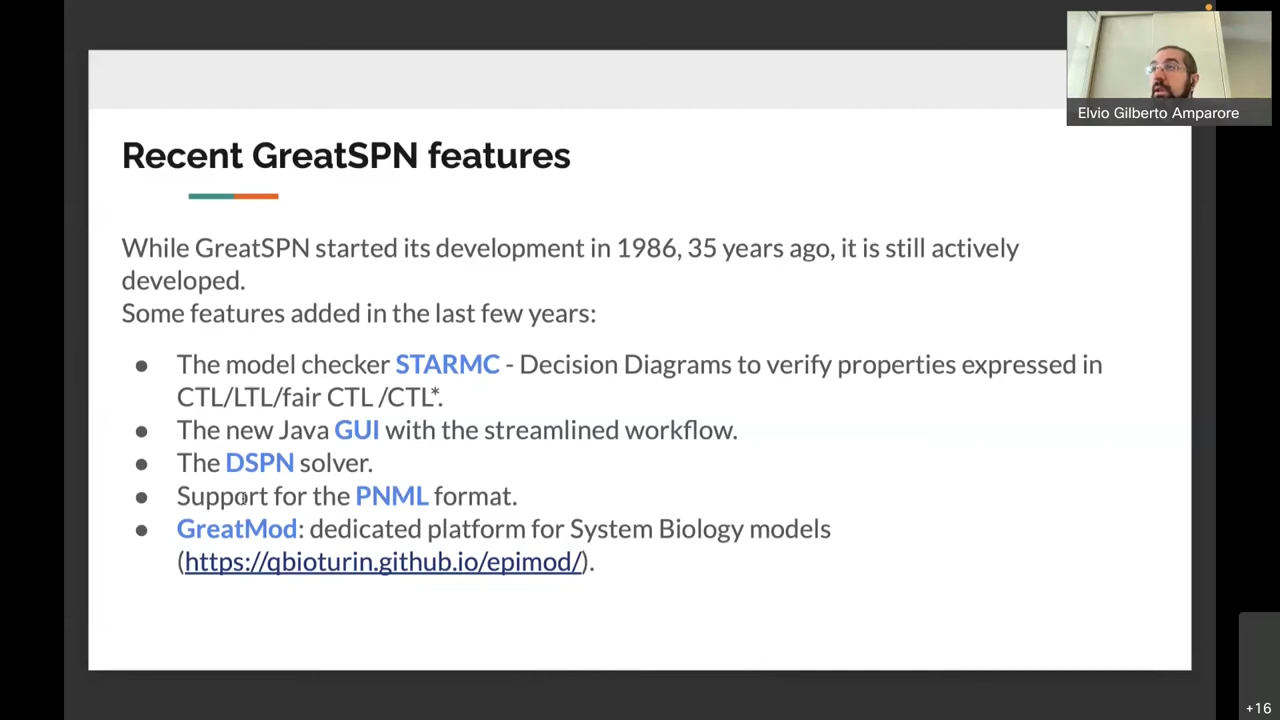 Elvio Gilberto Amparore
Recent GreatSPN features
While GreatSPN started its development in 1986, 35 years ago, it is still actively
developed.
Some features added in the last few years:
● The model checker STARMC - Decision Diagrams to verify properties expressed in
CTL/LTL/fair CTL /CTL*.
● The new Java GUI with the streamlined workflow.
● The DSPN solver.
● Support for the PNML format.
● GreatMod: dedicated platform for System Biology models
(https://qbioturin.github.io/epimod/).
+16